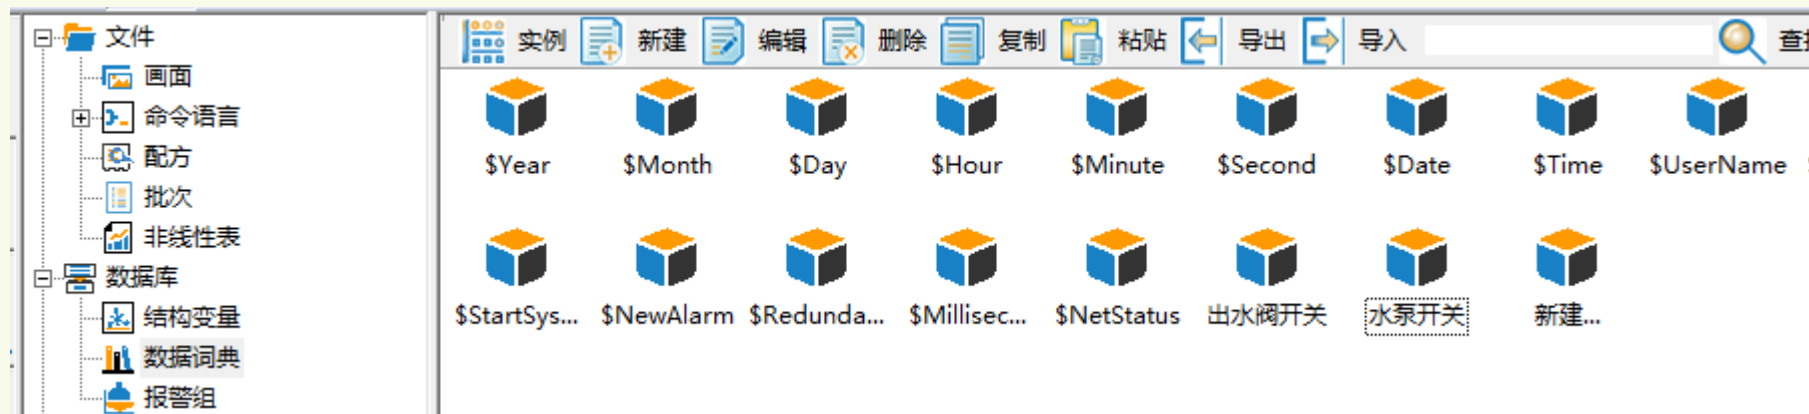 文件
画面
命令语言
配方
批次
非线性表
数据库
结构变量
数据词典
报警组
实例 新建 编辑 删除 复制 粘贴 导出 导入
$Year $Month $Day $Hour $Minute $Second $Date $Time $UserName
$StartSys... $NewAlarm $Redunda... $Millisec... $NetStatus 出水阀开关 水泵开关 新建...